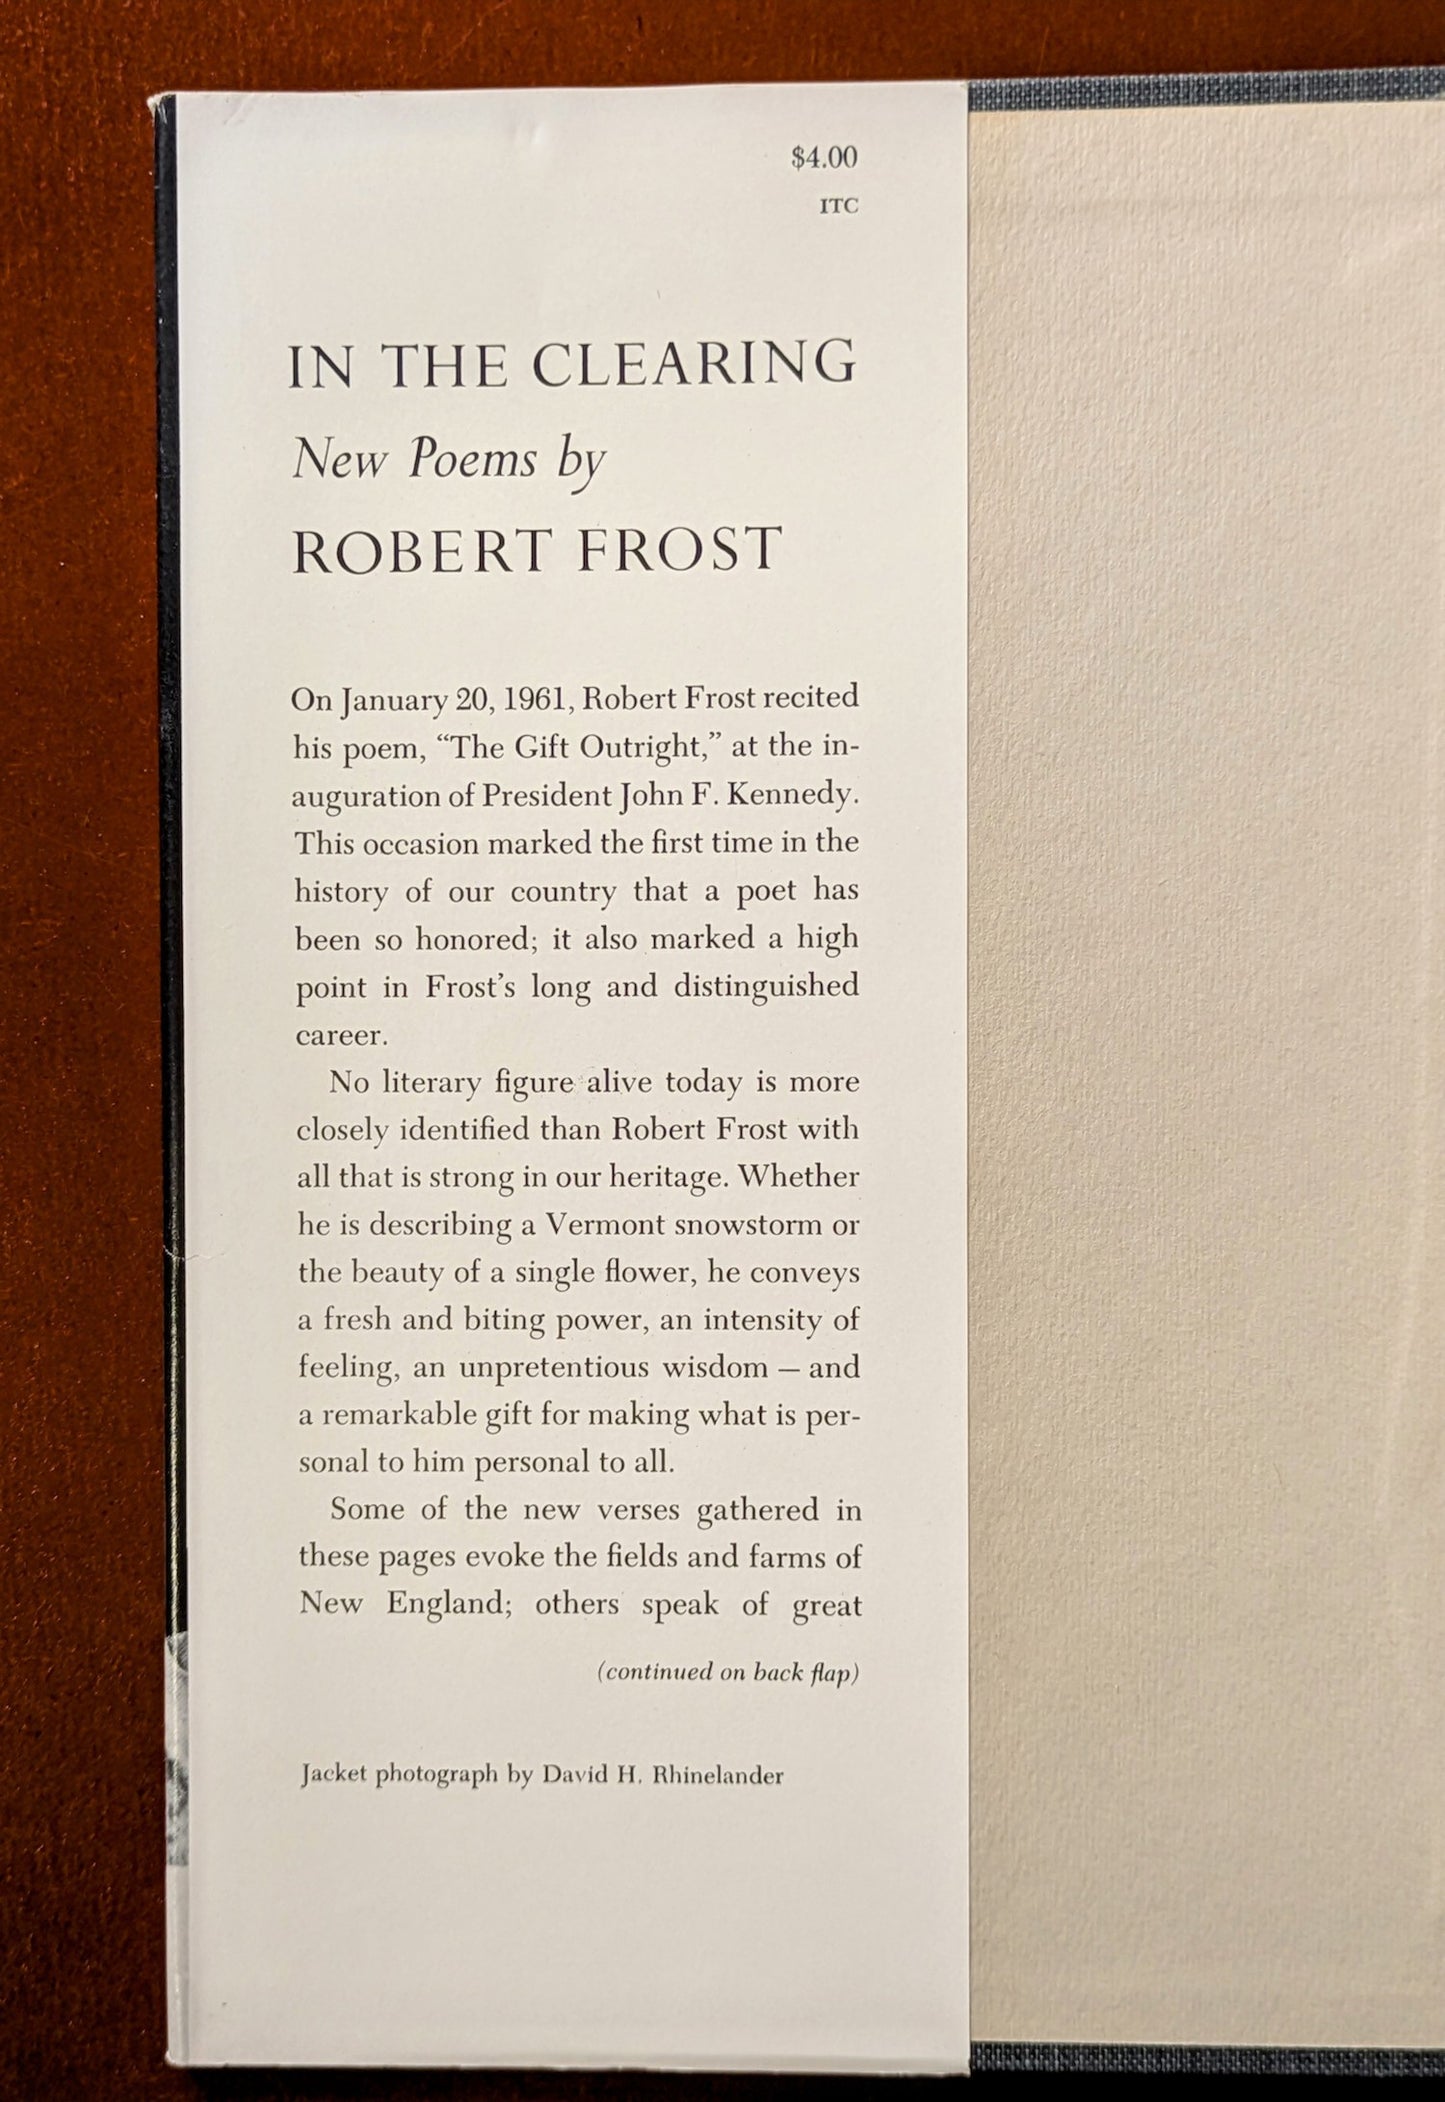 $4.00
ITC
IN THE CLEARING
New Poems by
ROBERT FROST
On January 20, 1961, Robert Frost recited
his poem, “The Gift Outright,” at the in-
auguration of President John F. Kennedy.
This occasion marked the first time in the
history of our country that a poet has
been so honored; it also marked a high
point in Frost’s long and distinguished
career.
No literary figure alive today is more
closely identified than Robert Frost with
all that is strong in our heritage. Whether
he is describing a Vermont snowstorm or
the beauty of a single flower, he conveys
a fresh and biting power, an intensity of
feeling, an unpretentious wisdom — and
a remarkable gift for making what is per-
sonal to him personal to all.
Some of the new verses gathered in
these pages evoke the fields and farms of
New England; others speak of great
(continued on back flap)
Jacket photograph by David H. Rhinelander